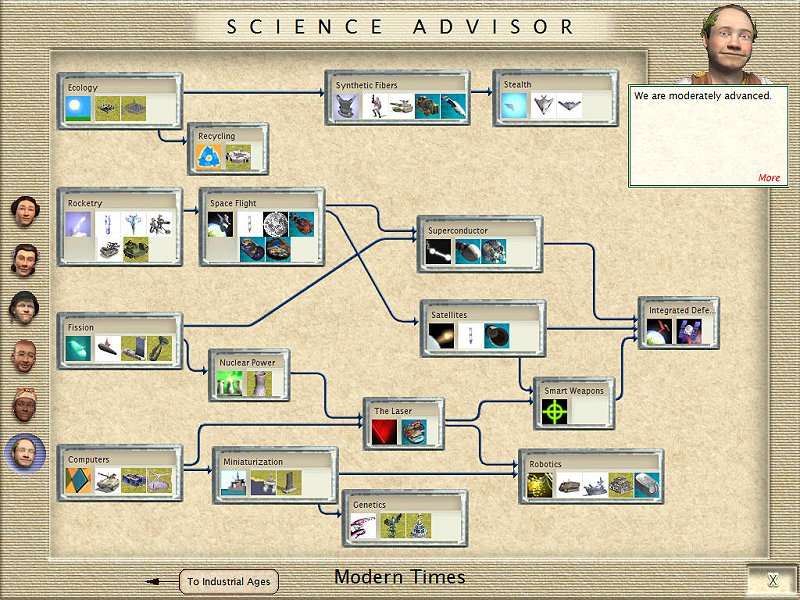 SCIENCE ADVISOR
We are moderately advanced.
More
Ecology
Synthetic Fibers
Stealth
Recycling
Rocketry
Space Flight
Superconductor
Satellites
Integrated Defe...
Fission
Nuclear Power
Smart Weapons
The Laser
Computers
Miniaturization
Robotics
Genetics
To Industrial Ages
Modern Times
X